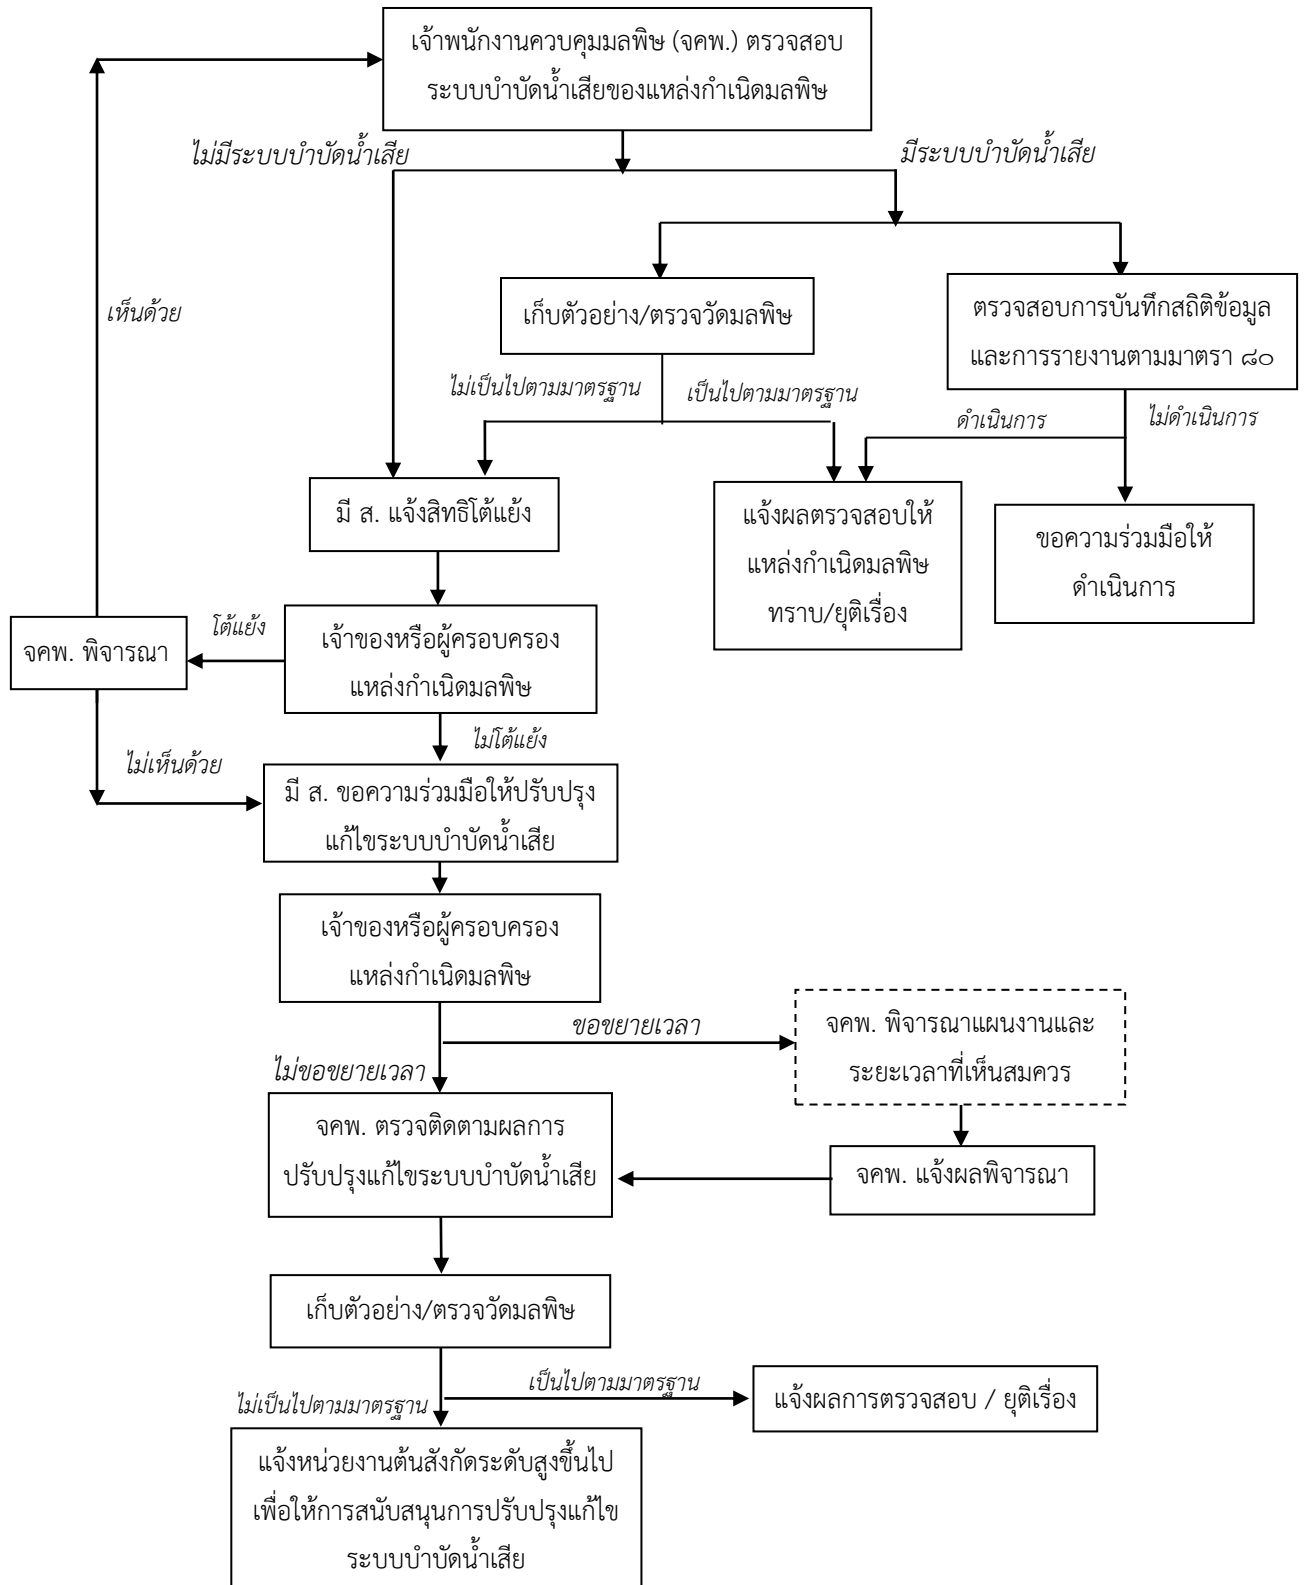 เจ้าพนักงานควบคุมมลพิษ (จคพ.) ตรวจสอบ
ระบบบำบัดน้ำเสียของแหล่งกำเนิดมลพิษ
ไม่มีระบบบำบัดน้ำเสีย
มีระบบบำบัดน้ำเสีย
เห็นด้วย
เก็บตัวอย่าง/ตรวจวัดมลพิษ
ตรวจสอบการบันทึกสถิติข้อมูล
และการรายงานตามมาตรา ๘๐
ไม่เป็นไปตามมาตรฐาน
เป็นไปตามมาตรฐาน
ดำเนินการ
ไม่ดำเนินการ
มี ส. แจ้งสิทธิโต้แย้ง
แจ้งผลตรวจสอบให้
แหล่งกำเนิดมลพิษ
ทราบ/ยุติเรื่อง
ขอความร่วมมือให้
ดำเนินการ
โต้แย้ง
จคพ. พิจารณา
เจ้าของหรือผู้ครอบครอง
แหล่งกำเนิดมลพิษ
ไม่โต้แย้ง
ไม่เห็นด้วย
มี ส. ขอความร่วมมือให้ปรับปรุง
แก้ไขระบบบำบัดน้ำเสีย
เจ้าของหรือผู้ครอบครอง
แหล่งกำเนิดมลพิษ
ขอขยายเวลา
จคพ. พิจารณาแผนงานและ
ระยะเวลาที่เห็นสมควร
ไม่ขอขยายเวลา
จคพ. ตรวจติดตามผลการ
ปรับปรุงแก้ไขระบบบำบัดน้ำเสีย
จคพ. แจ้งผลพิจารณา
เก็บตัวอย่าง/ตรวจวัดมลพิษ
เป็นไปตามมาตรฐาน
ไม่เป็นไปตามมาตรฐาน
แจ้งผลการตรวจสอบ / ยุติเรื่อง
แจ้งหน่วยงานต้นสังกัดระดับสูงขึ้นไป
เพื่อให้การสนับสนุนการปรับปรุงแก้ไข
ระบบบำบัดน้ำเสีย